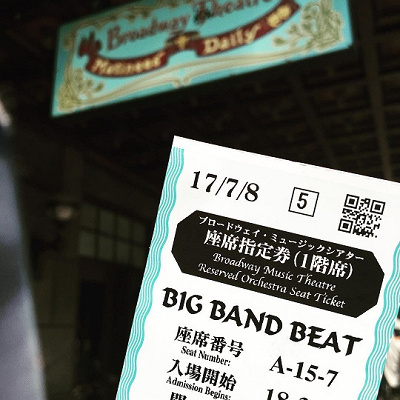 Broadway Theatre
Matinees Daily
17/7/8
5
ブロードウェイ・ミュージックシアター
座席指定券(1階席)
Broadway Music Theatre
Reserved Orchestra Seat Ticket
BIG BAND BEAT
座席番号
Seat Number:
A-15-7
入場開始
Admission Begins: